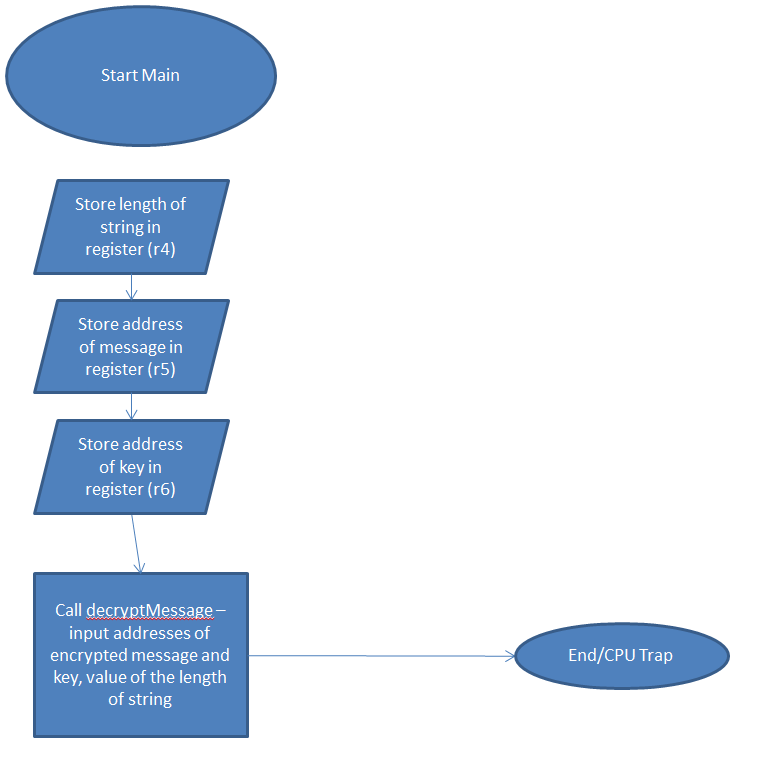 Start Main
Store length of
string in
register (r4)
Store address
of message in
register (r5)
Store address
of key in
register (r6)
Call decryptMessage –
input addresses of
encrypted message and
key, value of the length
of string
End/CPU Trap